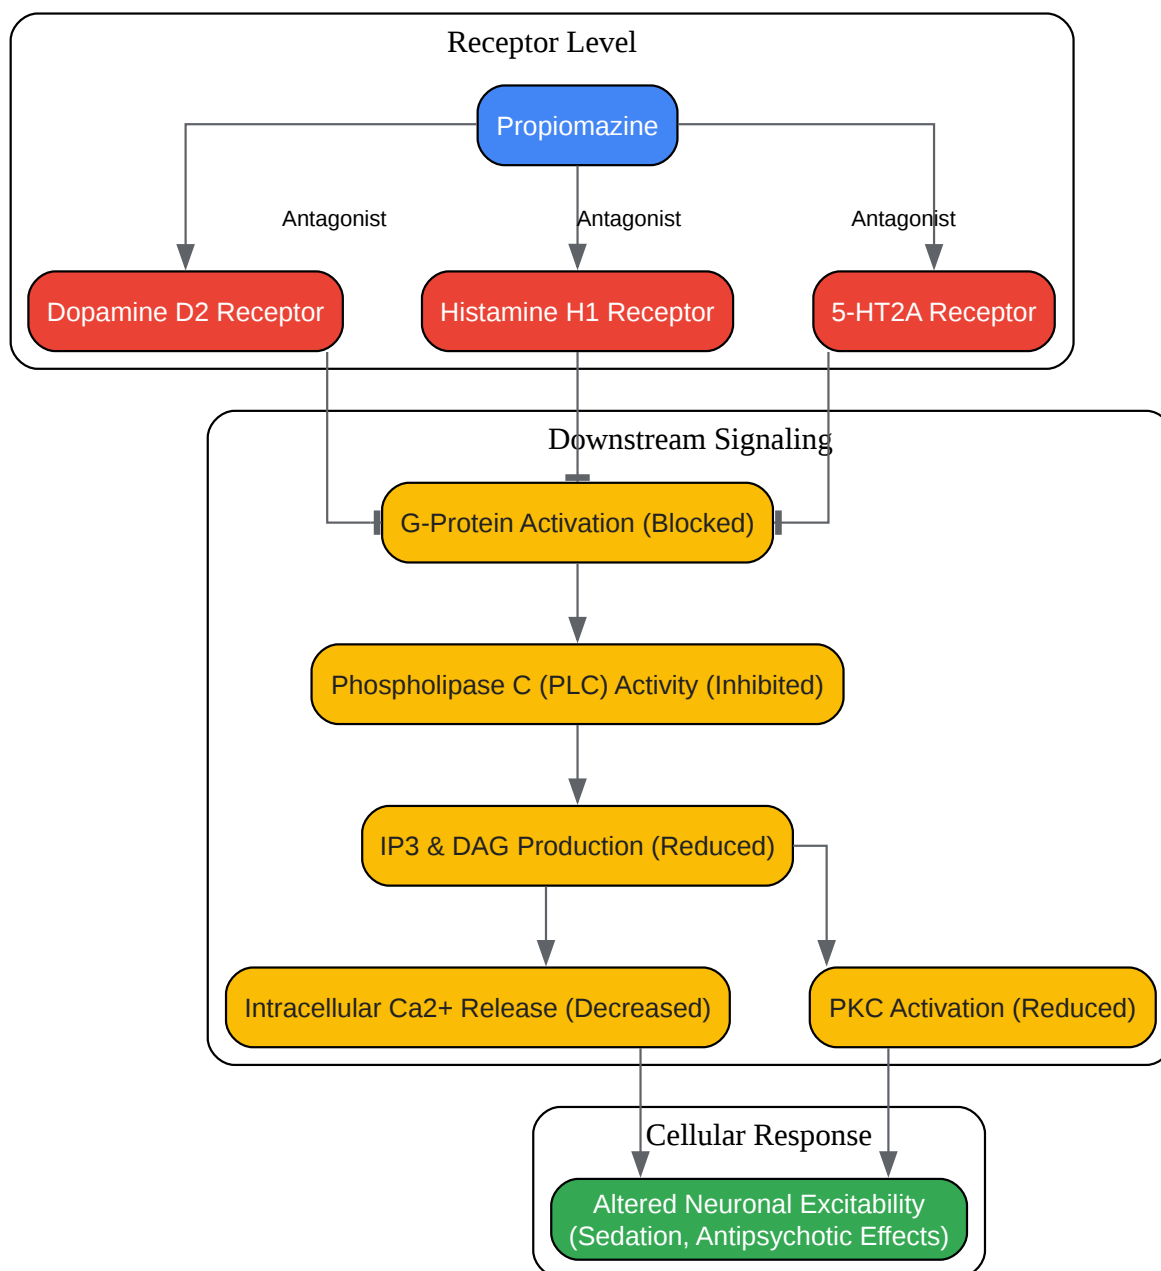 Receptor Level
Propiomazine
Antagonist
Antagonist
Antagonist
Dopamine D2 Receptor
Histamine H1 Receptor
5-HT2A Receptor
Downstream Signaling
G-Protein Activation (Blocked)
Phospholipase C (PLC) Activity (Inhibited)
IP3 & DAG Production (Reduced)
Intracellular Ca2+ Release (Decreased)
PKC Activation (Reduced)
Cellular Response
Altered Neuronal Excitability
(Sedation, Antipsychotic Effects)